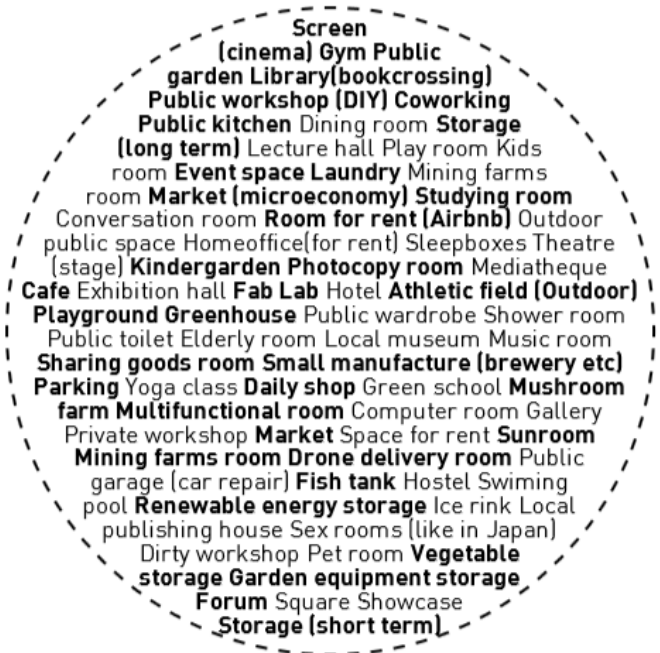 Screen
(cinema) Gym Public
garden Library(bookcrossing)
Public workshop (DIY) Coworking
Public kitchen Dining room Storage
(long term) Lecture hall Play room Kids
room Event space Laundry Mining farms
room Market (microeconomy) Studying room
Conversation room Room for rent (Airbnb) Outdoor
public space Homeoffice(for rent) Sleepboxes Theatre
(stage) Kindergarden Photocopy room Mediatheque
Cafe Exhibition hall Fab Lab Hotel Athletic field (Outdoor)
Playground Greenhouse Public wardrobe Shower room
Public toilet Elderly room Local museum Music room
Sharing goods room Small manufacture (brewery etc)
Parking Yoga class Daily shop Green school Mushroom
farm Multifunctional room Computer room Gallery
Private workshop Market Space for rent Sunroom
Mining farms room Drone delivery room Public
garage (car repair) Fish tank Hostel Swiming
pool Renewable energy storage Ice rink Local
publishing house Sex rooms (like in Japan)
Dirty workshop Pet room Vegetable
storage Garden equipment storage
Forum Square Showcase
Storage (short term)